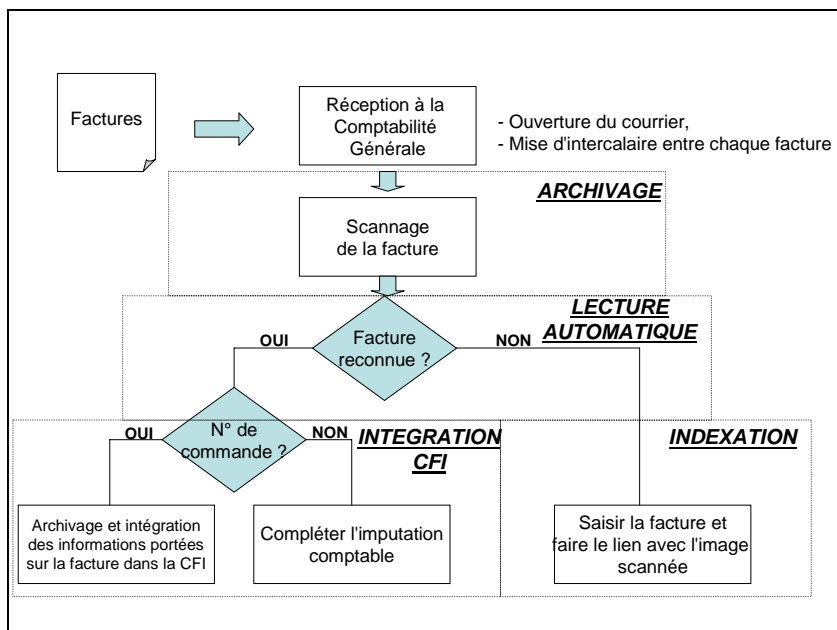 Factures
Réception à la
Comptabilité
Générale
- Ouverture du courrier,
- Mise d'intercalaire entre chaque facture
ARCHIVAGE
Scannage
de la facture
LECTURE
AUTOMATIQUE
OUI
Facture
reconnue ?
NON
OUI
N° de
commande ?
NON
INTEGRATION
CFI
INDEXATION
Archivage et intégration
des informations portées
sur la facture dans la CFI
Compléter l'imputation
comptable
Saisir la facture et
faire le lien avec l'image
scannée